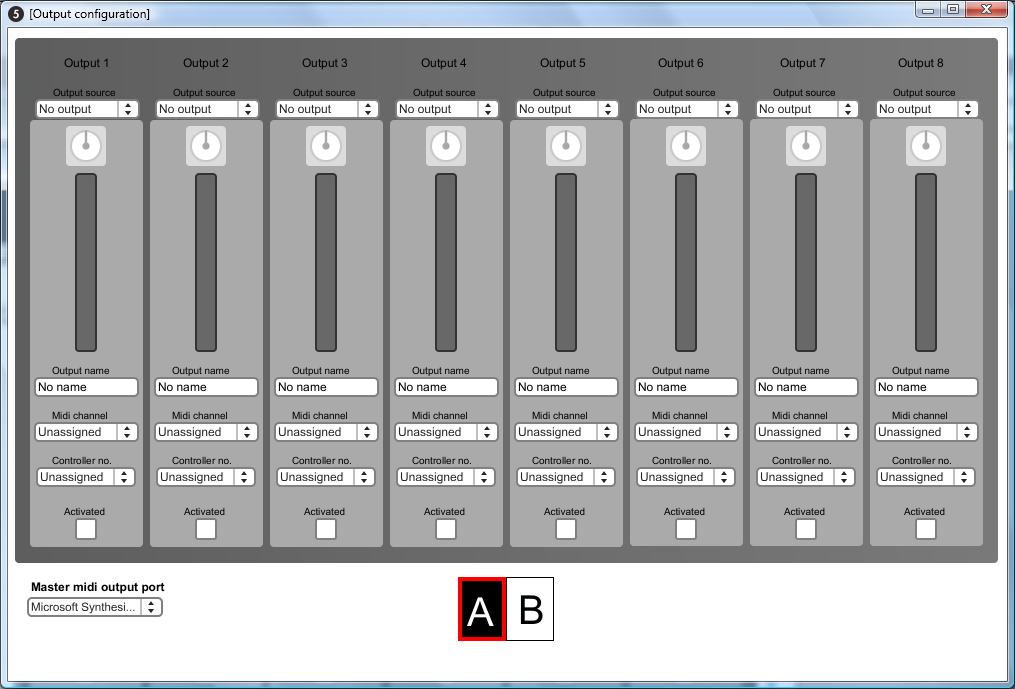 5 [Output configuration]
Output 1 Output 2 Output 3 Output 4 Output 5 Output 6 Output 7 Output 8
Output source Output source Output source Output source Output source Output source Output source Output source
No output No output No output No output No output No output No output No output
Output name Output name Output name Output name Output name Output name Output name Output name
No name No name No name No name No name No name No name No name
Midi channel Midi channel Midi channel Midi channel Midi channel Midi channel Midi channel Midi channel
Unassigned Unassigned Unassigned Unassigned Unassigned Unassigned Unassigned Unassigned
Controller no. Controller no. Controller no. Controller no. Controller no. Controller no. Controller no. Controller no.
Unassigned Unassigned Unassigned Unassigned Unassigned Unassigned Unassigned Unassigned
Activated Activated Activated Activated Activated Activated Activated Activated
Master midi output port
Microsoft Synthesi...
A B